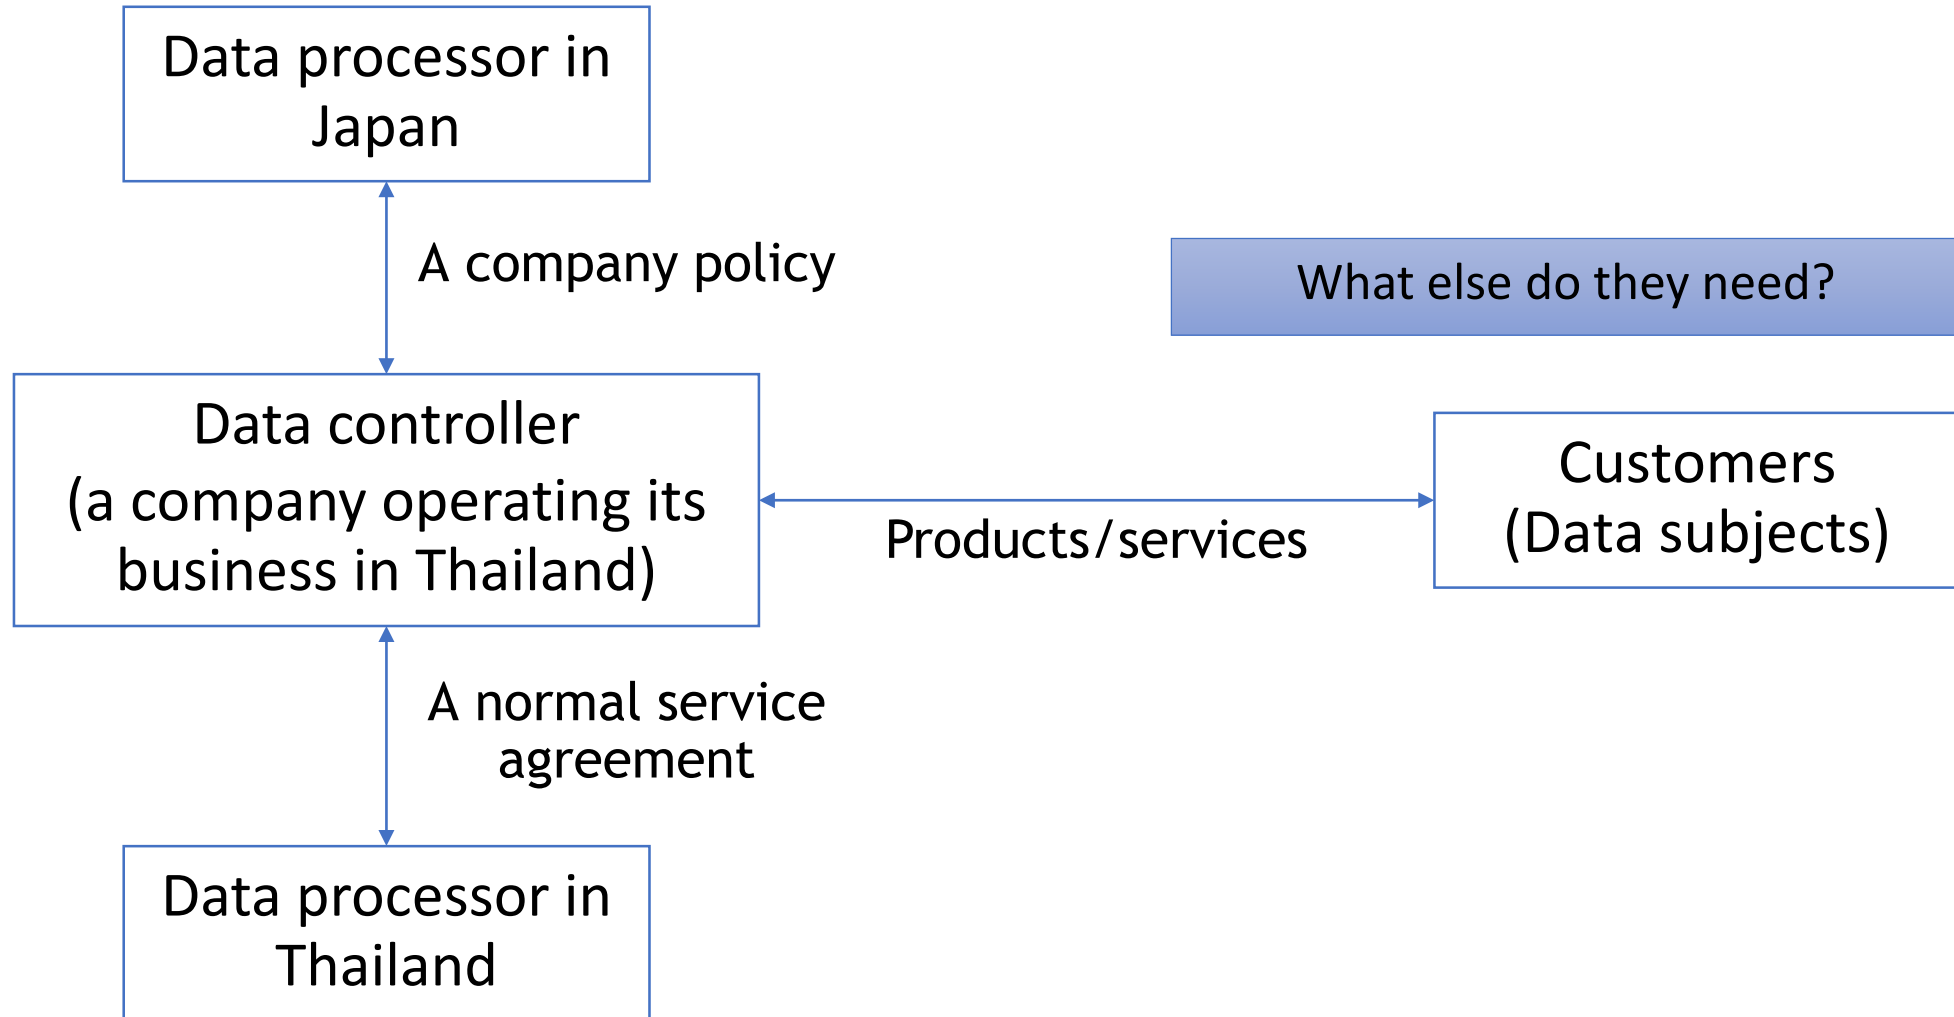 Data processor in
Japan
A company policy
What else do they need?
Data controller
(a company operating its
business in Thailand)
Customers
(Data subjects)
Products/services
A normal service
agreement
Data processor in
Thailand